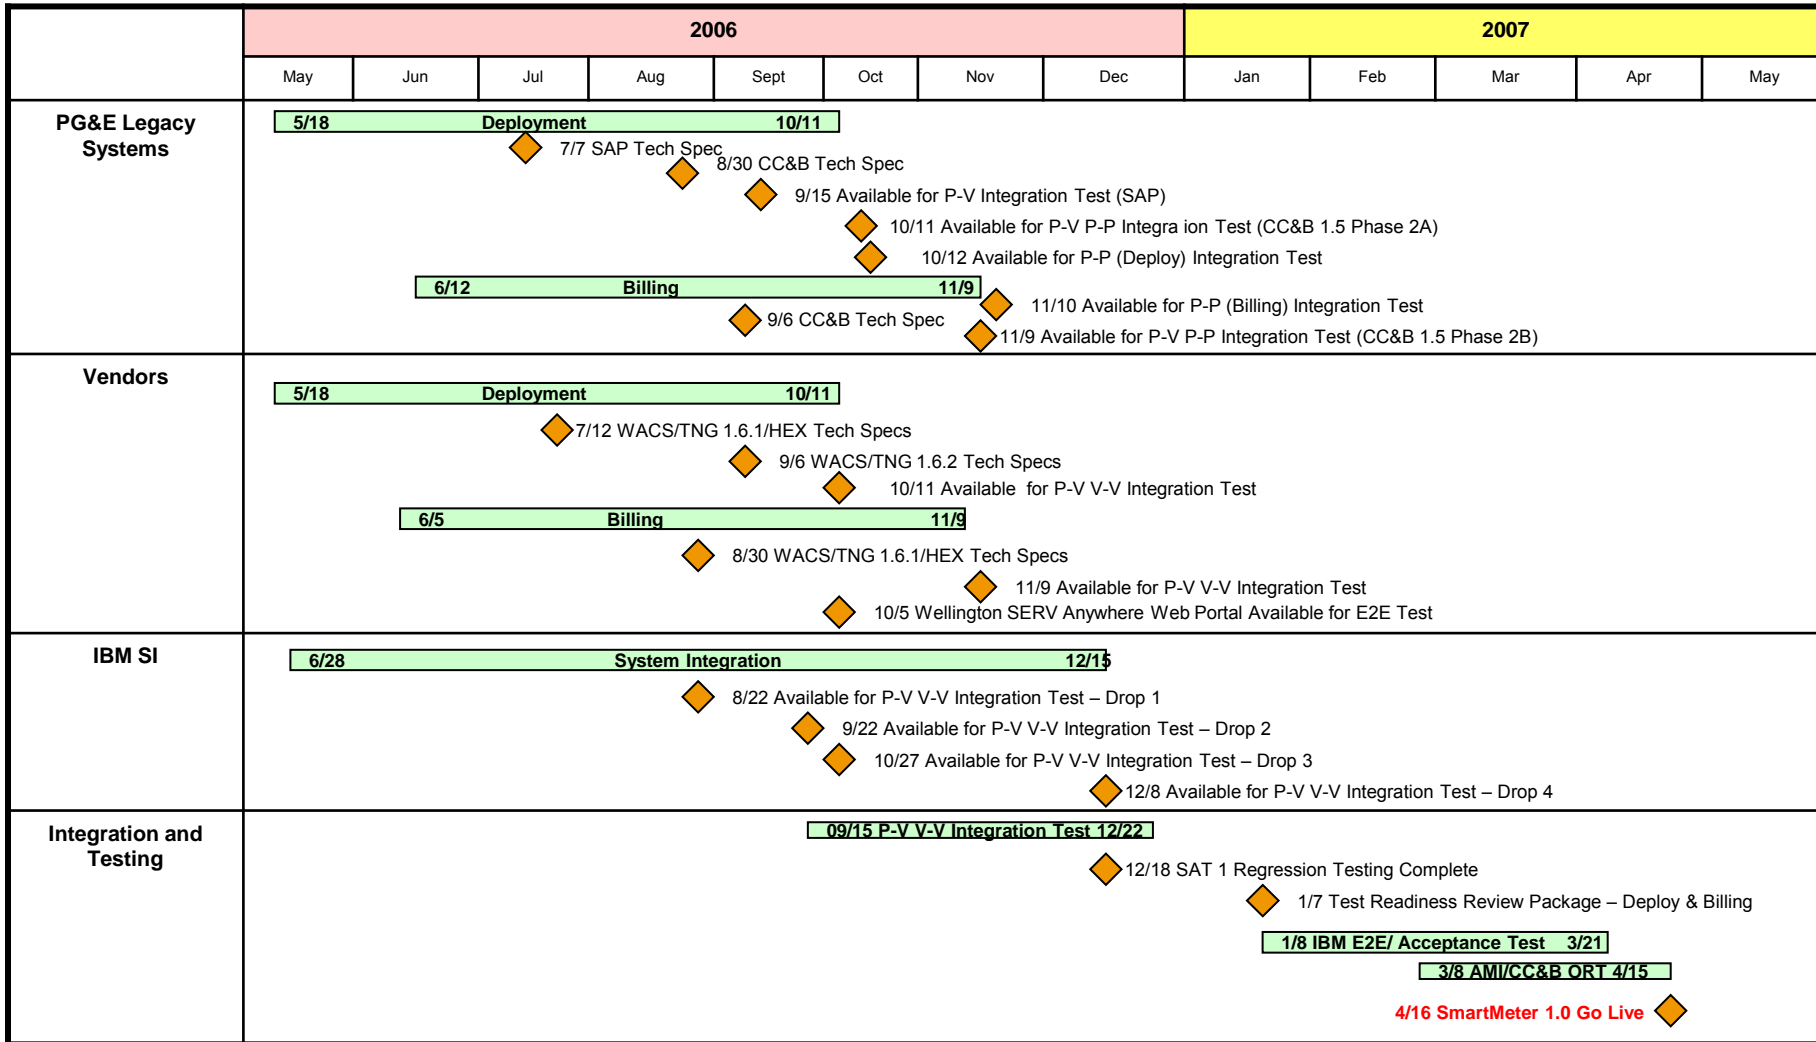 2006 2007
May Jun Jul Aug Sept Oct Nov Dec Jan Feb Mar Apr May
PG&E Legacy
Systems
5/18 Deployment 10/11
7/7 SAP Tech Spec
8/30 CC&B Tech Spec
9/15 Available for P-V Integration Test (SAP)
10/11 Available for P-V P-P Integra ion Test (CC&B 1.5 Phase 2A)
10/12 Available for P-P (Deploy) Integration Test
6/12 Billing 11/9
11/10 Available for P-P (Billing) Integration Test
9/6 CC&B Tech Spec
11/9 Available for P-V P-P Integration Test (CC&B 1.5 Phase 2B)
Vendors
5/18 Deployment 10/11
7/12 WACS/TNG 1.6.1/HEX Tech Specs
9/6 WACS/TNG 1.6.2 Tech Specs
10/11 Available for P-V V-V Integration Test
6/5 Billing 11/9
8/30 WACS/TNG 1.6.1/HEX Tech Specs
11/9 Available for P-V V-V Integration Test
10/5 Wellington SERV Anywhere Web Portal Available for E2E Test
IBM SI
6/28 System Integration 12/15
8/22 Available for P-V V-V Integration Test – Drop 1
9/22 Available for P-V V-V Integration Test – Drop 2
10/27 Available for P-V V-V Integration Test – Drop 3
12/8 Available for P-V V-V Integration Test – Drop 4
Integration and
Testing
09/15 P-V V-V Integration Test 12/22
12/18 SAT 1 Regression Testing Complete
1/7 Test Readiness Review Package – Deploy & Billing
1/8 IBM E2E/ Acceptance Test 3/21
3/8 AMI/CC&B ORT 4/15
4/16 SmartMeter 1.0 Go Live